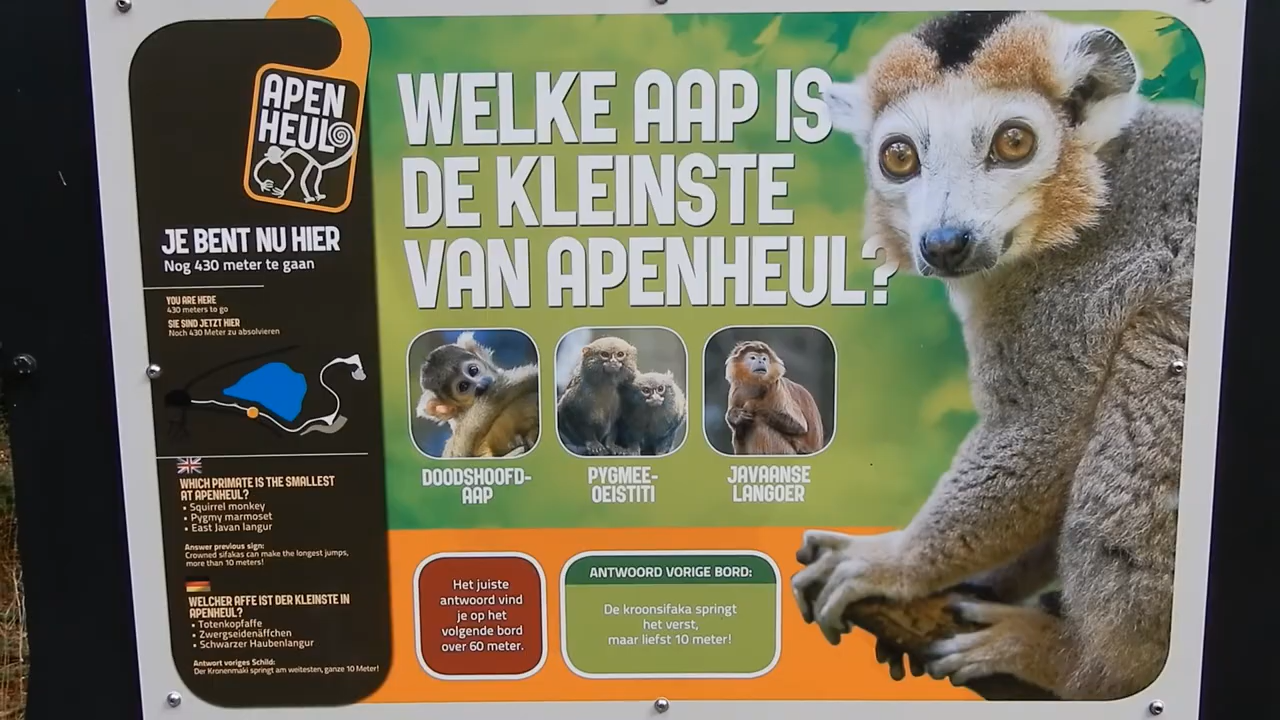 APEN
HEUL
JE BENT NU HIER
Nog 430 meter te gaan
YOU ARE HERE
430 meters to go
SIE SIND JETZT HIER
Noch 430 Meter zu absolvieren
WHICH PRIMATE IS THE SMALLEST
AT APENHEUL?
• Squirrel monkey
• Pygmy marmoset
• East Javan langur
Answer previous sign:
Crowned sifakas can make the longest jumps,
more than 10 meters!
WELCHER AFFE IST DER KLEINSTE IN
APENHEUL?
• Totenkopfaffe
• Zwergseidenäffchen
• Schwarzer Haubenlangur
Antwort voriges Schild:
Der Kronenmaki springt am weitesten, ganze 10 Meter!
WELKE AAP IS
DE KLEINSTE
VAN APENHEUL?
DOODSHOOFD-
AAP
PYGMEE-
OEISTITI
JAVAANSE
LANGOER
Het juiste
antwoord vind
je op het
volgende bord
over 60 meter.
ANTWOORD VORIGE BORD:
De kroonsifaka springt
het verst,
maar liefst 10 meter!